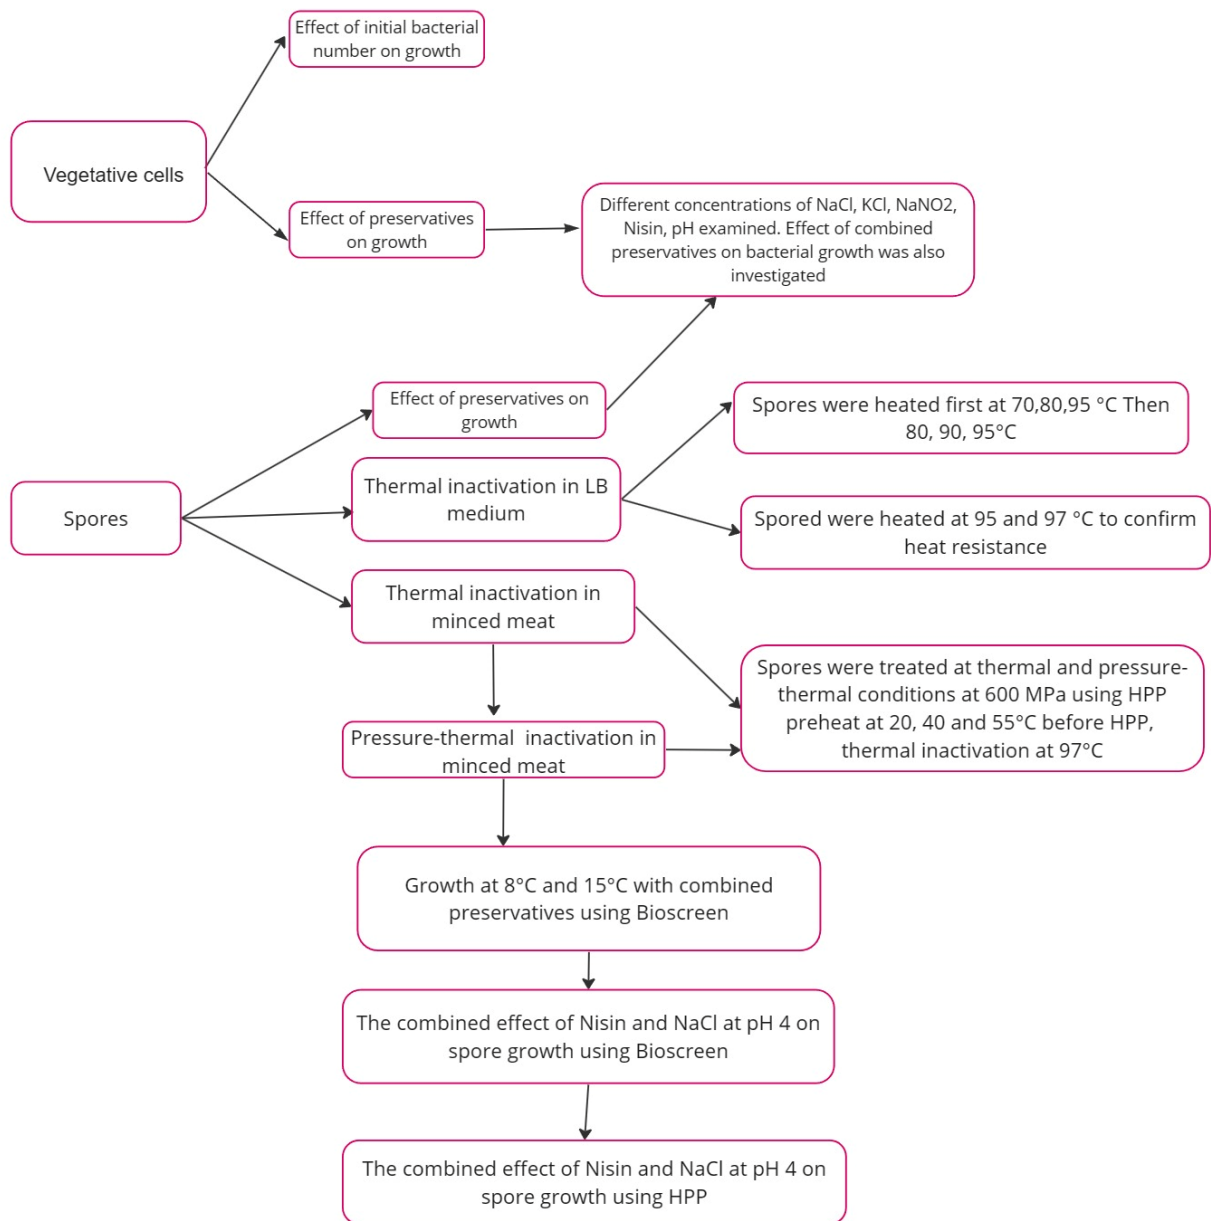 Effect of initial bacterial
number on growth
Vegetative cells
Effect of preservatives
on growth
Different concentrations of NaCl, KCl, NaNO2,
Nisin, pH examined. Effect of combined
preservatives on bacterial growth was also
investigated
Effect of preservatives on
growth
Spores were heated first at 70,80,95 °C Then
80, 90, 95°C
Thermal inactivation in LB
medium
Spores
Spored were heated at 95 and 97 °C to confirm
heat resistance
Thermal inactivation in
minced meat
Spores were treated at thermal and pressure-
thermal conditions at 600 MPa using HPP
preheat at 20, 40 and 55°C before HPP,
thermal inactivation at 97°C
Pressure-thermal inactivation in
minced meat
Growth at 8°C and 15°C with combined
preservatives using Bioscreen
The combined effect of Nisin and NaCl at pH 4 on
spore growth using Bioscreen
The combined effect of Nisin and NaCl at pH 4 on
spore growth using HPP